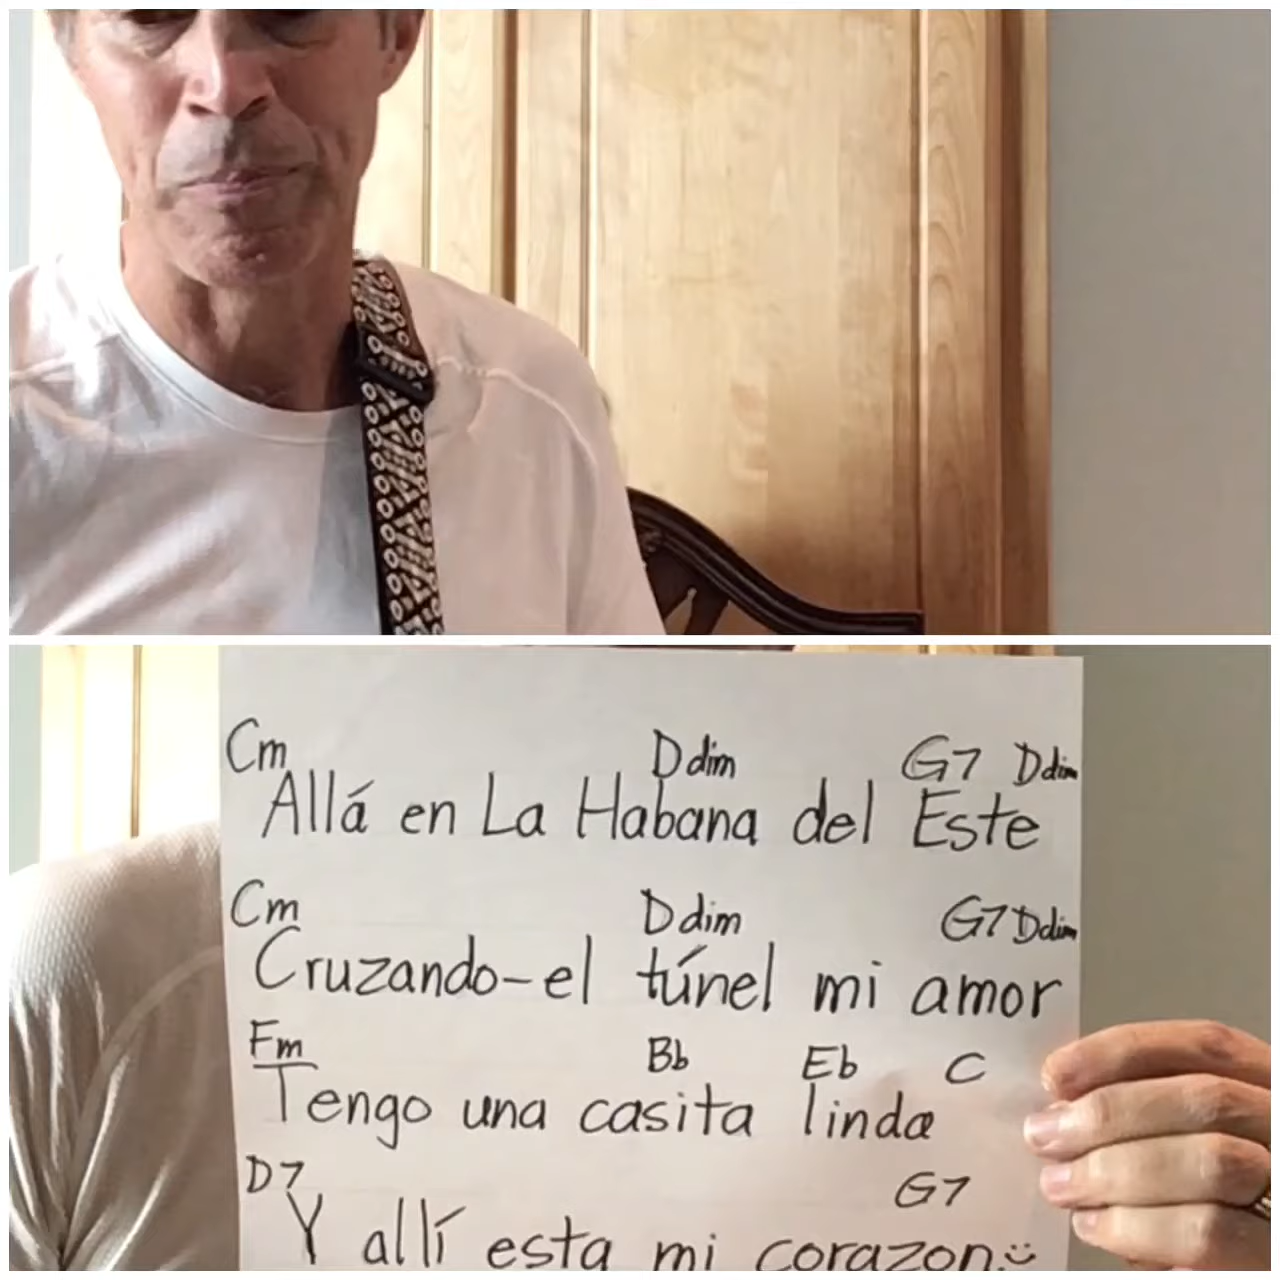 Cm Ddim G7 Ddim
Allá en La Habana del Este
Cm Ddim G7 Ddim
Cruzando-el túnel mi amor
Fm Bb Eb C
Tengo una casita linda
D7 G7
Y allí esta mi corazon